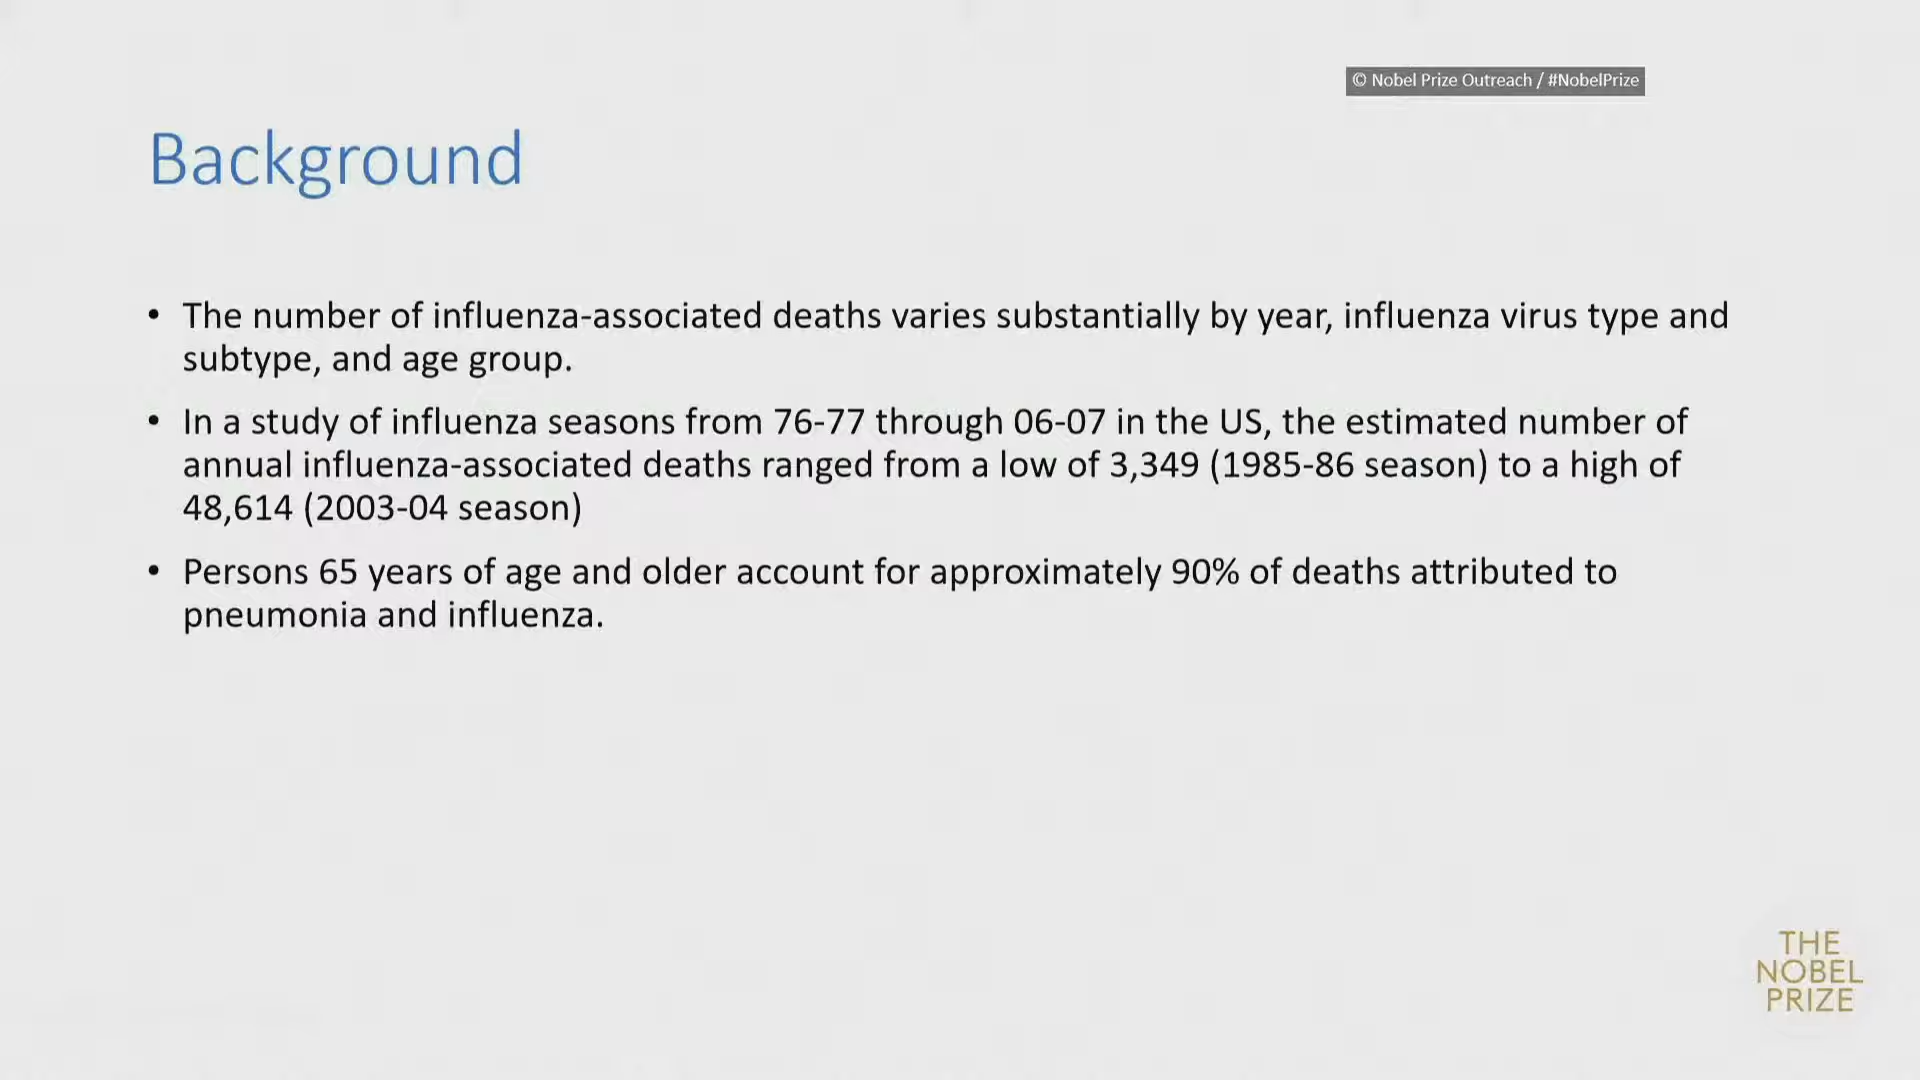 © Nobel Prize Outreach / #NobelPrize
Background
• The number of influenza-associated deaths varies substantially by year, influenza virus type and
subtype, and age group.
• In a study of influenza seasons from 76-77 through 06-07 in the US, the estimated number of
annual influenza-associated deaths ranged from a low of 3,349 (1985-86 season) to a high of
48,614 (2003-04 season)
• Persons 65 years of age and older account for approximately 90% of deaths attributed to
pneumonia and influenza.
THE
NOBEL
PRIZE